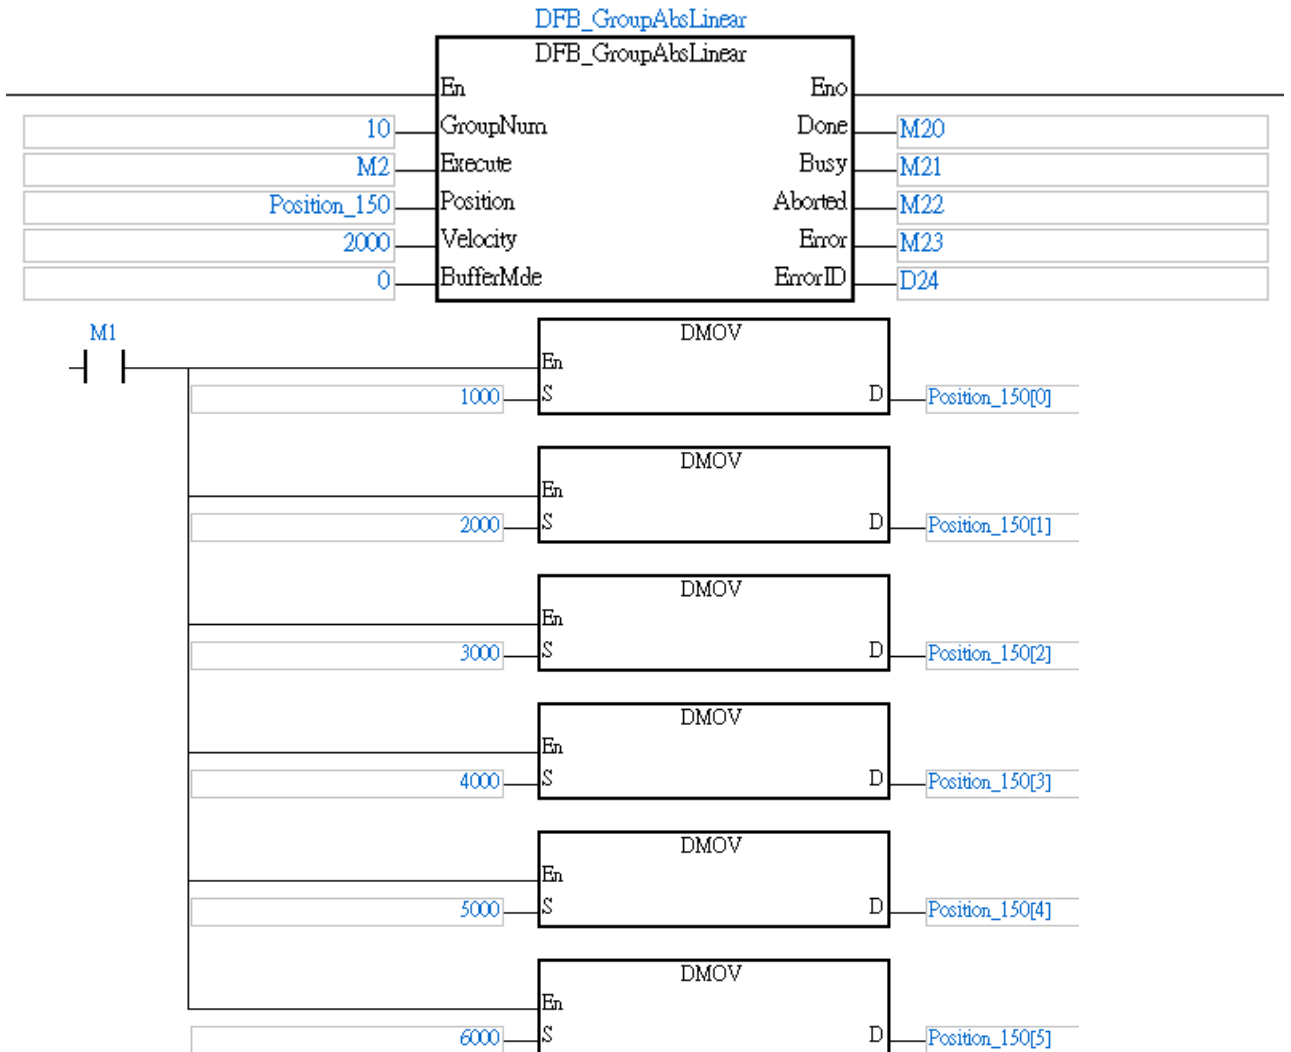 DFB_GroupAbsLinear
DFB_GroupAbsLinear
En Eno
10 GroupNum Done M20
M2 Execute Busy M21
Position_150 Position Aborted M22
2000 Velocity Error M23
0 BufferMde ErrorID D24
M1
DMOV
En
1000 S D Position_150[0]
DMOV
En
2000 S D Position_150[1]
DMOV
En
3000 S D Position_150[2]
DMOV
En
4000 S D Position_150[3]
DMOV
En
5000 S D Position_150[4]
DMOV
En
6000 S D Position_150[5]